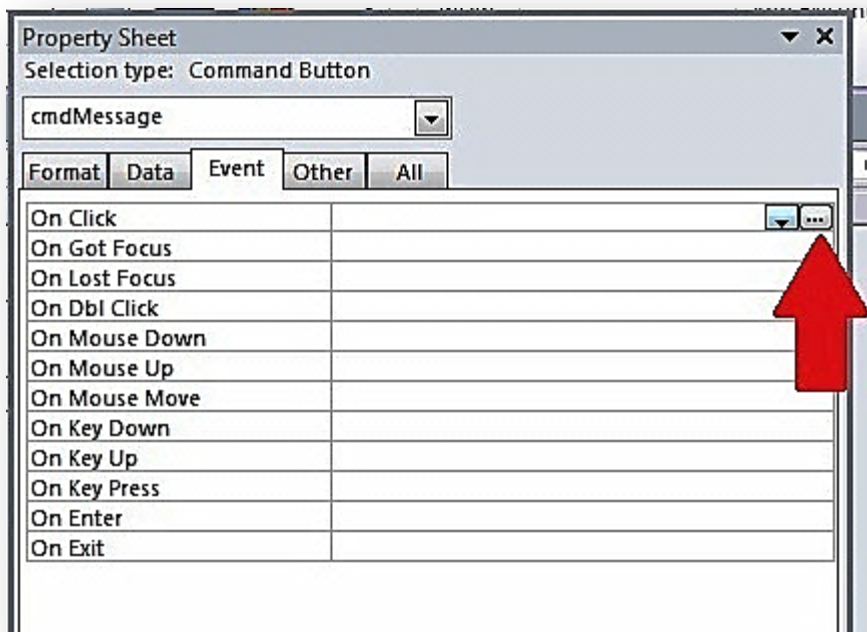 Property Sheet
Selection type: Command Button
cmdMessage
Format Data Event Other All
On Click ...
On Got Focus
On Lost Focus
On Dbl Click
On Mouse Down
On Mouse Up
On Mouse Move
On Key Down
On Key Up
On Key Press
On Enter
On Exit